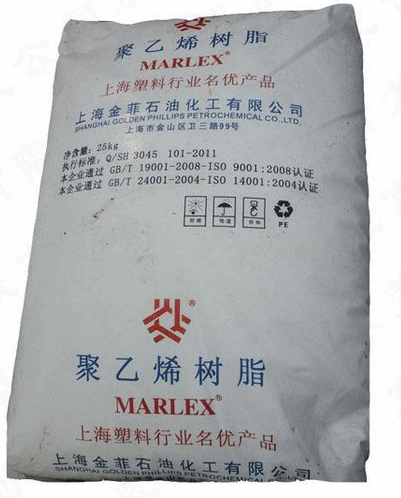 聚乙烯树脂
MARLEX®
上海塑料行业名优产品
上海金菲石油化工有限公司
SHANGHAI GOLDEN PHILLIPS PETROCHEMICAL CO.,LTD.
上海市金山区卫三路99号
净含量：25kg
执行标准：Q/SH 3045 101-2011
本企业通过 GB/T 19001-2008-ISO 9001:2008认证
本企业通过 GB/T 24001-2004-ISO 14001:2004认证
PE
®
聚乙烯树脂
MARLEX®
上海塑料行业名优产品
上海金菲石油化工有限公司
SHANGHAI GOLDEN PHILLIPS PETROCHEMICAL CO.,LTD.